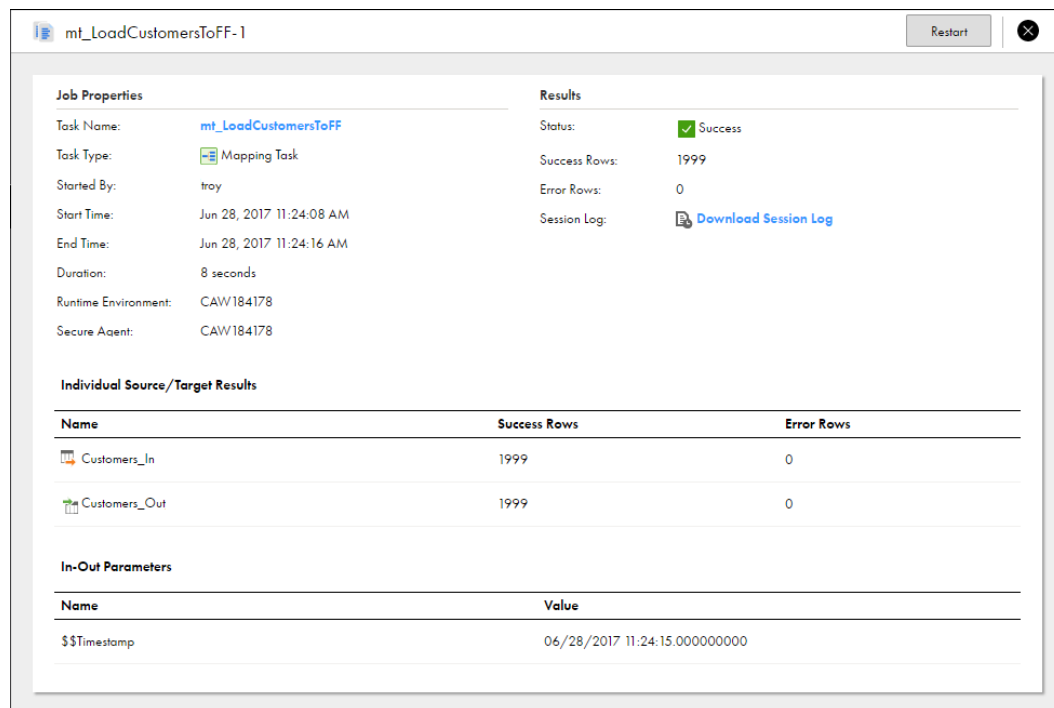 mt_LoadCustomersToFF-1 Restart
Job Properties
Task Name: mt_LoadCustomersToFF
Task Type: Mapping Task
Started By: troy
Start Time: Jun 28, 2017 11:24:08 AM
End Time: Jun 28, 2017 11:24:16 AM
Duration: 8 seconds
Runtime Environment: CAW184178
Secure Agent: CAW184178
Results
Status: Success
Success Rows: 1999
Error Rows: 0
Session Log: Download Session Log
Individual Source/Target Results
Name Success Rows Error Rows
Customers_In 1999 0
Customers_Out 1999 0
In-Out Parameters
Name Value
$$Timestamp 06/28/2017 11:24:15.000000000